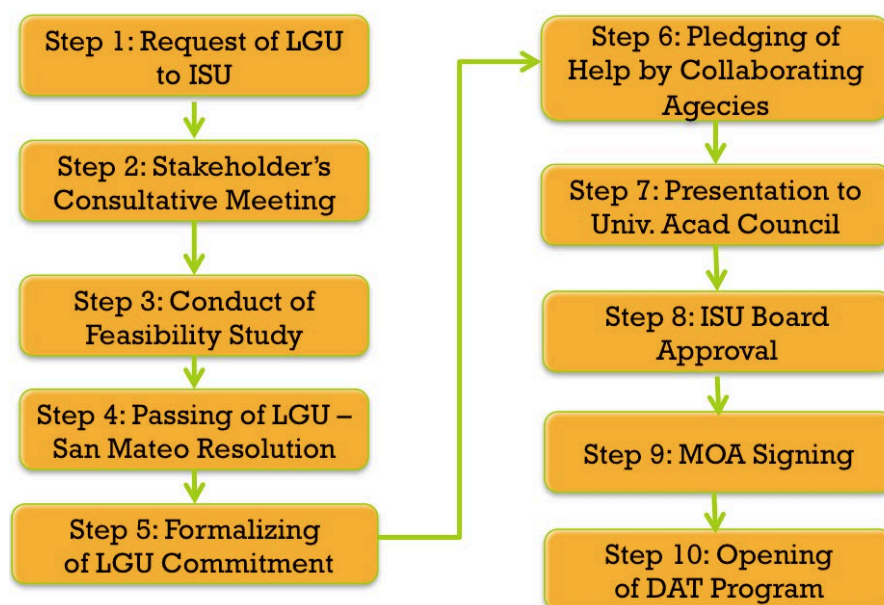 Step 1: Request of LGU
to ISU
Step 2: Stakeholder’s
Consultative Meeting
Step 3: Conduct of
Feasibility Study
Step 4: Passing of LGU –
San Mateo Resolution
Step 5: Formalizing
of LGU Commitment
Step 6: Pledging of
Help by Collaborating
Agecies
Step 7: Presentation to
Univ. Acad Council
Step 8: ISU Board
Approval
Step 9: MOA Signing
Step 10: Opening
of DAT Program